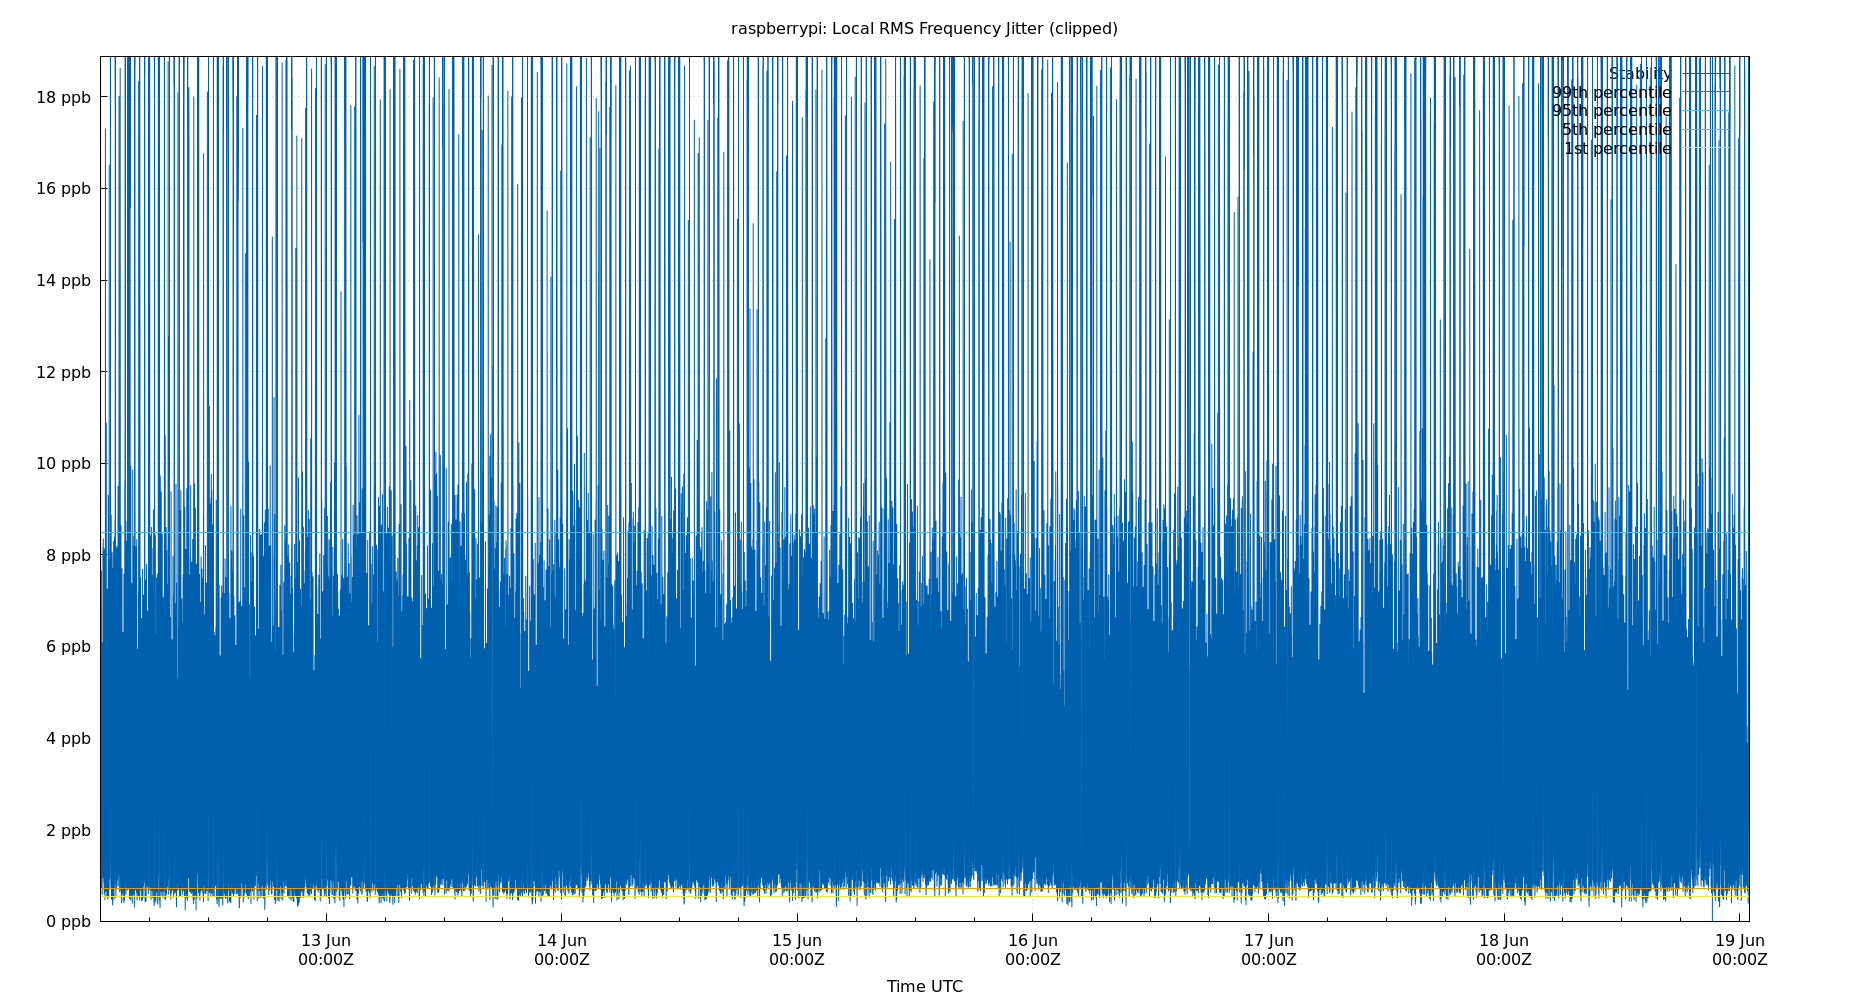 raspberrypi: Local RMS Frequency Jitter (clipped)
Stability
99th percentile
95th percentile
5th percentile
1st percentile
18 ppb
16 ppb
14 ppb
12 ppb
10 ppb
8 ppb
6 ppb
4 ppb
2 ppb
0 ppb
13 Jun 14 Jun 15 Jun 16 Jun 17 Jun 18 Jun 19 Jun
00:00Z 00:00Z 00:00Z 00:00Z 00:00Z 00:00Z 00:00Z
Time UTC